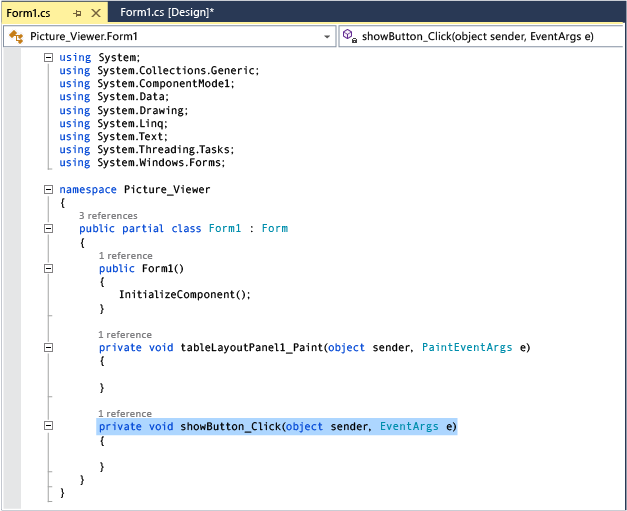 Form1.cs
Form1.cs [Design]*
Picture_Viewer.Form1
showButton_Click(object sender, EventArgs e)
using System;
using System.Collections.Generic;
using System.ComponentMode1;
using System.Data;
using System.Drawing;
using System.Linq;
using System.Text;
using System.Threading.Tasks;
using System.Windows.Forms;
namespace Picture_Viewer
{
3 references
public partial class Form1 : Form
{
1 reference
public Form1()
{
InitializeComponent();
}
1 reference
private void tableLayoutPanel1_Paint(object sender, PaintEventArgs e)
{
}
1 reference
private void showButton_Click(object sender, EventArgs e)
{
}
}
}